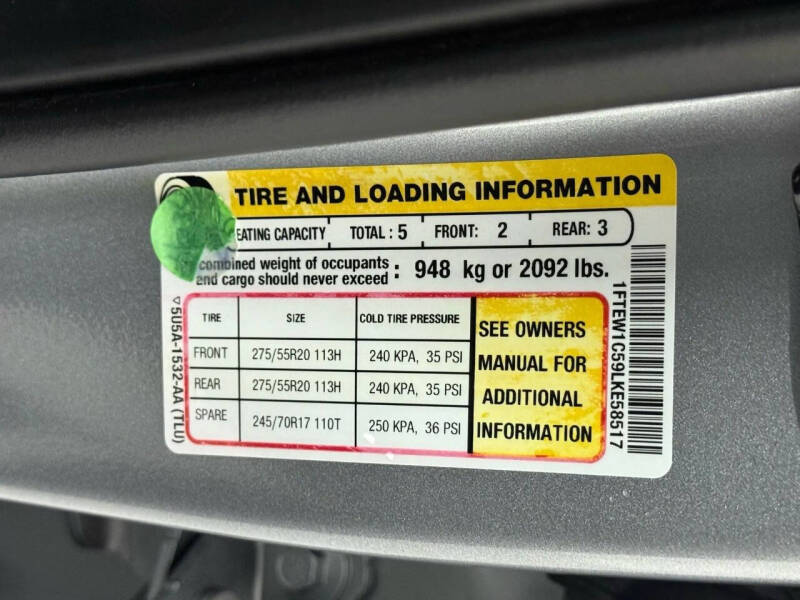 TIRE AND LOADING INFORMATION
EATING CAPACITY TOTAL : 5 FRONT: 2 REAR: 3
combined weight of occupants
and cargo should never exceed : 948 kg or 2092 lbs.
TIRE SIZE COLD TIRE PRESSURE
FRONT 275/55R20 113H 240 KPA, 35 PSI
REAR 275/55R20 113H 240 KPA, 35 PSI
SPARE 245/70R17 110T 250 KPA, 36 PSI
SEE OWNERS
MANUAL FOR
ADDITIONAL
INFORMATION
5U5A-1532-AA (TLU)
1FTEW1C59LKE58517